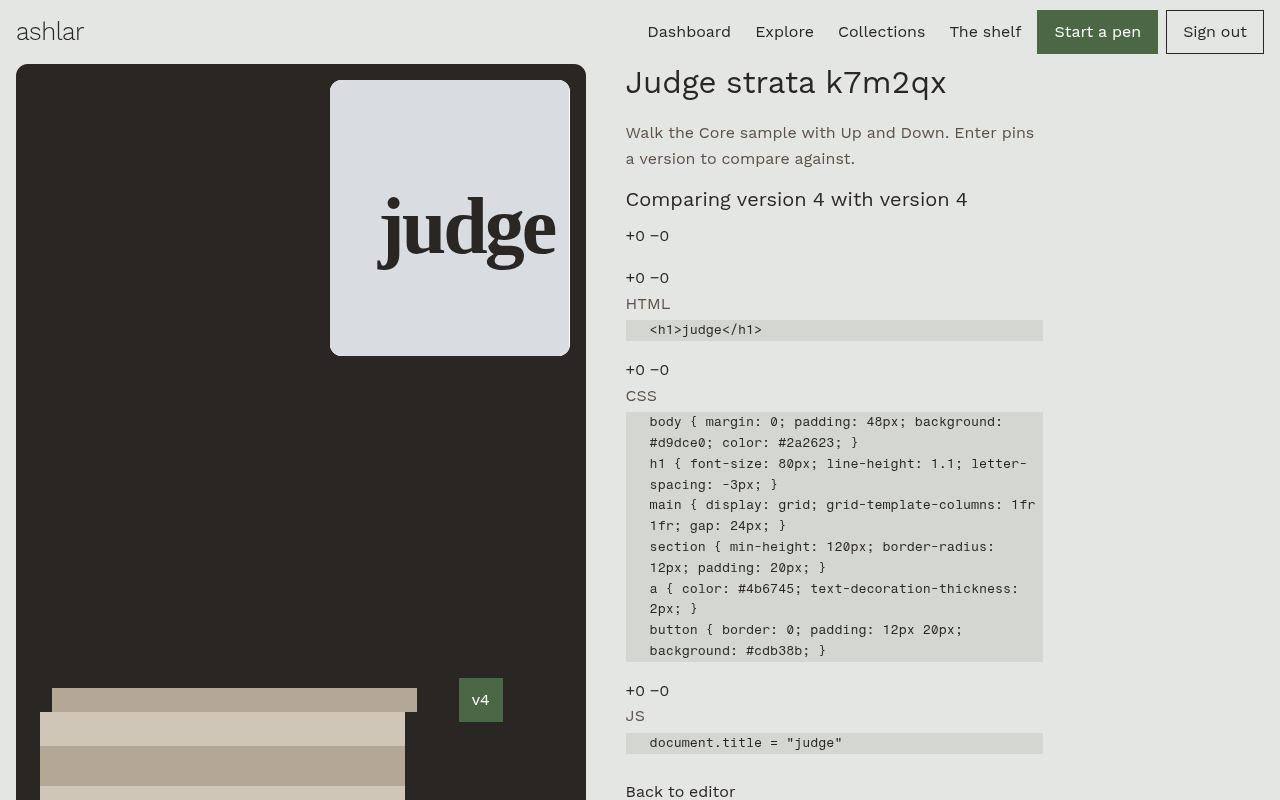 ashlar
Dashboard
Explore
Collections
The shelf
Start a pen
Sign out
judge
v4
Judge strata k7m2qx
Walk the Core sample with Up and Down. Enter pins
a version to compare against.
Comparing version 4 with version 4
+0 −0
+0 −0
HTML
<h1>judge</h1>
+0 −0
CSS
body { margin: 0; padding: 48px; background:
#d9dce0; color: #2a2623; }
h1 { font-size: 80px; line-height: 1.1; letter-
spacing: -3px; }
main { display: grid; grid-template-columns: 1fr
1fr; gap: 24px; }
section { min-height: 120px; border-radius:
12px; padding: 20px; }
a { color: #4b6745; text-decoration-thickness:
2px; }
button { border: 0; padding: 12px 20px;
background: #cdb38b; }
+0 −0
JS
document.title = "judge"
Back to editor